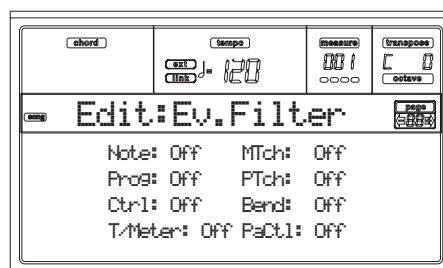 chord tempo measure transpose
ext link ♩= 120 001 C 0
octave
song Edit:Ev.Filter page
Note: Off MTch: Off
Prog: Off PTch: Off
Ctrl: Off Bend: Off
T/Meter: Off PaCtl: Off